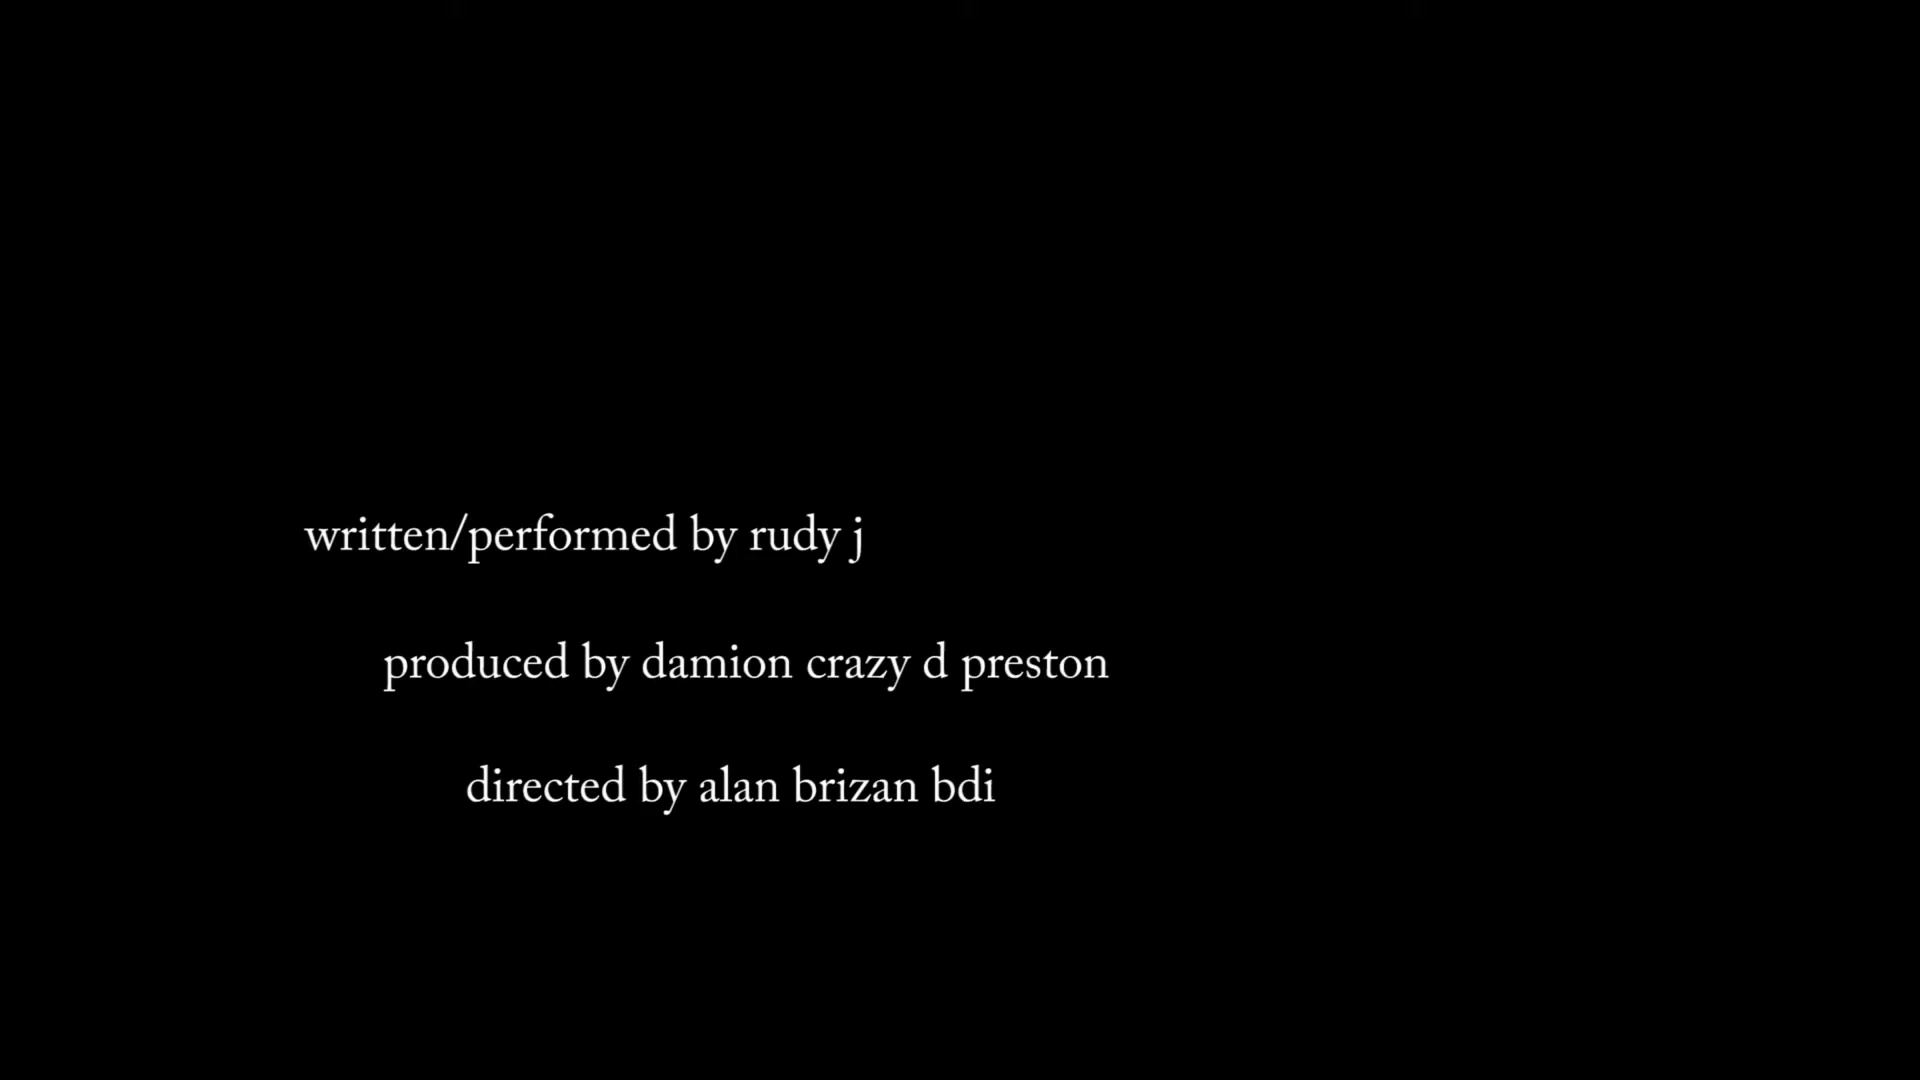 written/performed by rudy j
produced by damion crazy d preston
directed by alan brizan bdi